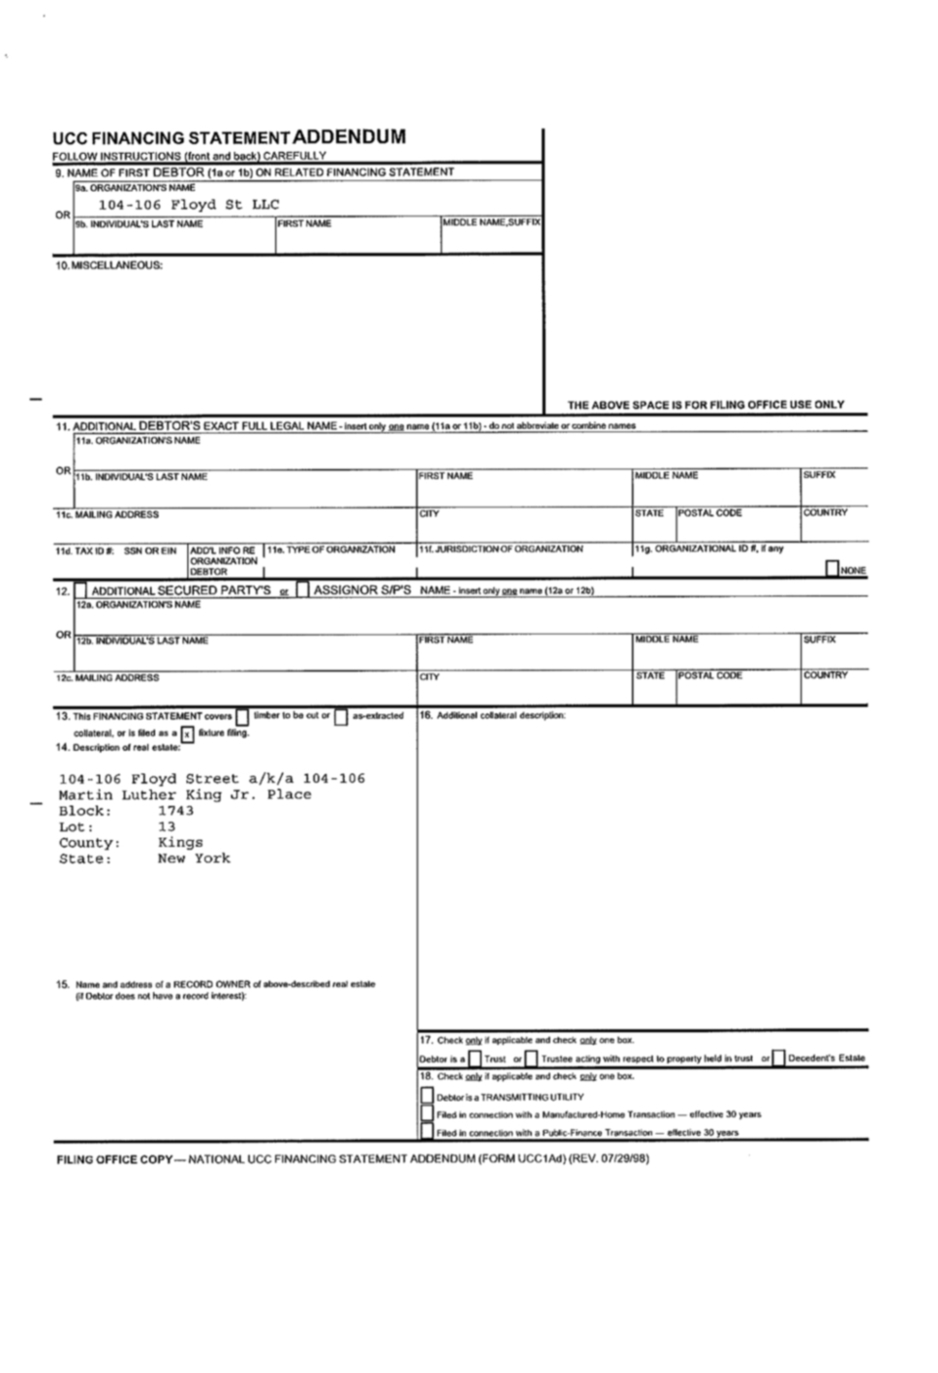 UCC FINANCING STATEMENT ADDENDUM
FOLLOW INSTRUCTIONS (front and back) CAREFULLY
9. NAME OF FIRST DEBTOR (1a or 1b) ON RELATED FINANCING STATEMENT
9a. ORGANIZATION'S NAME
104-106 Floyd St LLC
OR
9b. INDIVIDUAL'S LAST NAME FIRST NAME MIDDLE NAME,SUFFIX
10. MISCELLANEOUS:
THE ABOVE SPACE IS FOR FILING OFFICE USE ONLY
11. ADDITIONAL DEBTOR'S EXACT FULL LEGAL NAME - insert only one name (11a or 11b) - do not abbreviate or combine names
11a. ORGANIZATION'S NAME
OR
11b. INDIVIDUAL'S LAST NAME FIRST NAME MIDDLE NAME SUFFIX
11c. MAILING ADDRESS CITY STATE POSTAL CODE COUNTRY
11d. TAX ID #: SSN OR EIN ADD'L INFO RE 11e. TYPE OF ORGANIZATION 11f. JURISDICTION OF ORGANIZATION 11g. ORGANIZATIONAL ID #, if any
ORGANIZATION
DEBTOR NONE
12. ADDITIONAL SECURED PARTY'S or ASSIGNOR S/P'S NAME - insert only one name (12a or 12b)
12a. ORGANIZATION'S NAME
OR
12b. INDIVIDUAL'S LAST NAME FIRST NAME MIDDLE NAME SUFFIX
12c. MAILING ADDRESS CITY STATE POSTAL CODE COUNTRY
13. This FINANCING STATEMENT covers timber to be cut or as-extracted
collateral, or is filed as a x fixture filing.
14. Description of real estate:
104-106 Floyd Street a/k/a 104-106
Martin Luther King Jr. Place
Block: 1743
Lot: 13
County: Kings
State: New York
15. Name and address of a RECORD OWNER of above-described real estate
(if Debtor does not have a record interest):
16. Additional collateral description:
17. Check only if applicable and check only one box.
Debtor is a Trust or Trustee acting with respect to property held in trust or Decedent's Estate
18. Check only if applicable and check only one box.
Debtor is a TRANSMITTING UTILITY
Filed in connection with a Manufactured-Home Transaction — effective 30 years
Filed in connection with a Public-Finance Transaction — effective 30 years
FILING OFFICE COPY — NATIONAL UCC FINANCING STATEMENT ADDENDUM (FORM UCC1Ad) (REV. 07/29/98)